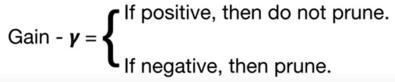 If positive, then do not prune.
Gain - γ =
If negative, then prune.